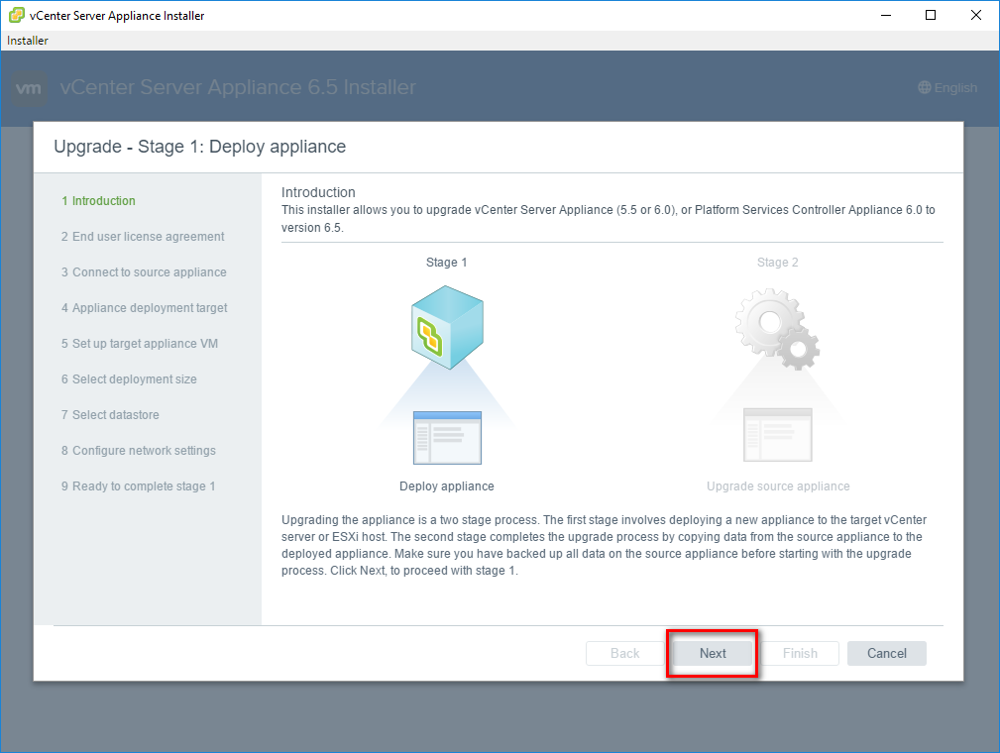 vCenter Server Appliance Installer
Installer
vm vCenter Server Appliance 6.5 Installer
English
Upgrade - Stage 1: Deploy appliance
1 Introduction
2 End user license agreement
3 Connect to source appliance
4 Appliance deployment target
5 Set up target appliance VM
6 Select deployment size
7 Select datastore
8 Configure network settings
9 Ready to complete stage 1
Introduction
This installer allows you to upgrade vCenter Server Appliance (5.5 or 6.0), or Platform Services Controller Appliance 6.0 to
version 6.5.
Stage 1
Stage 2
Deploy appliance
Upgrade source appliance
Upgrading the appliance is a two stage process. The first stage involves deploying a new appliance to the target vCenter
server or ESXi host. The second stage completes the upgrade process by copying data from the source appliance to the
deployed appliance. Make sure you have backed up all data on the source appliance before starting with the upgrade
process. Click Next, to proceed with stage 1.
Back
Next
Finish
Cancel